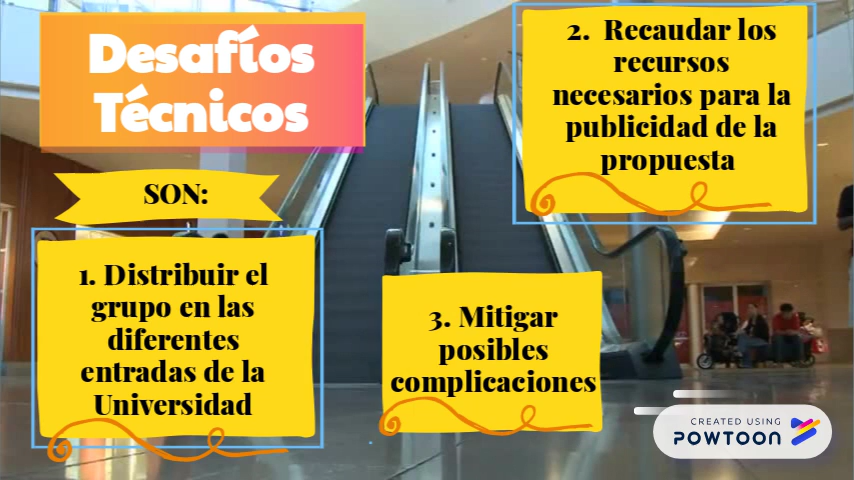 Desafíos
Técnicos
SON:
1. Distribuir el
grupo en las
diferentes
entradas de la
Universidad
2. Recaudar los
recursos
necesarios para la
publicidad de la
propuesta
3. Mitigar
posibles
complicaciones
CREATED USING
POWTOON